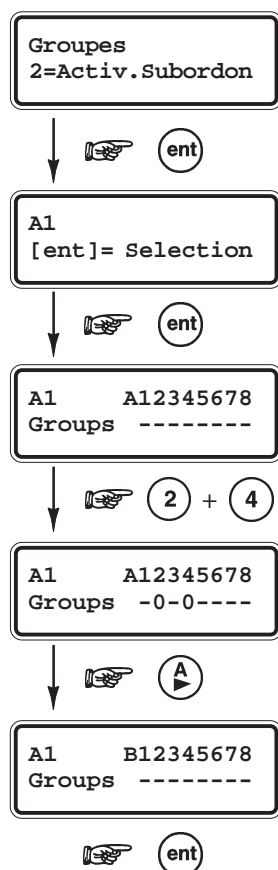 Groupes
2=Activ.Subordon
ent
A1
[ent]= Selection
ent
A1 A12345678
Groups --------
2 + 4
A1 A12345678
Groups -0-0----
A
A1 B12345678
Groups --------
ent